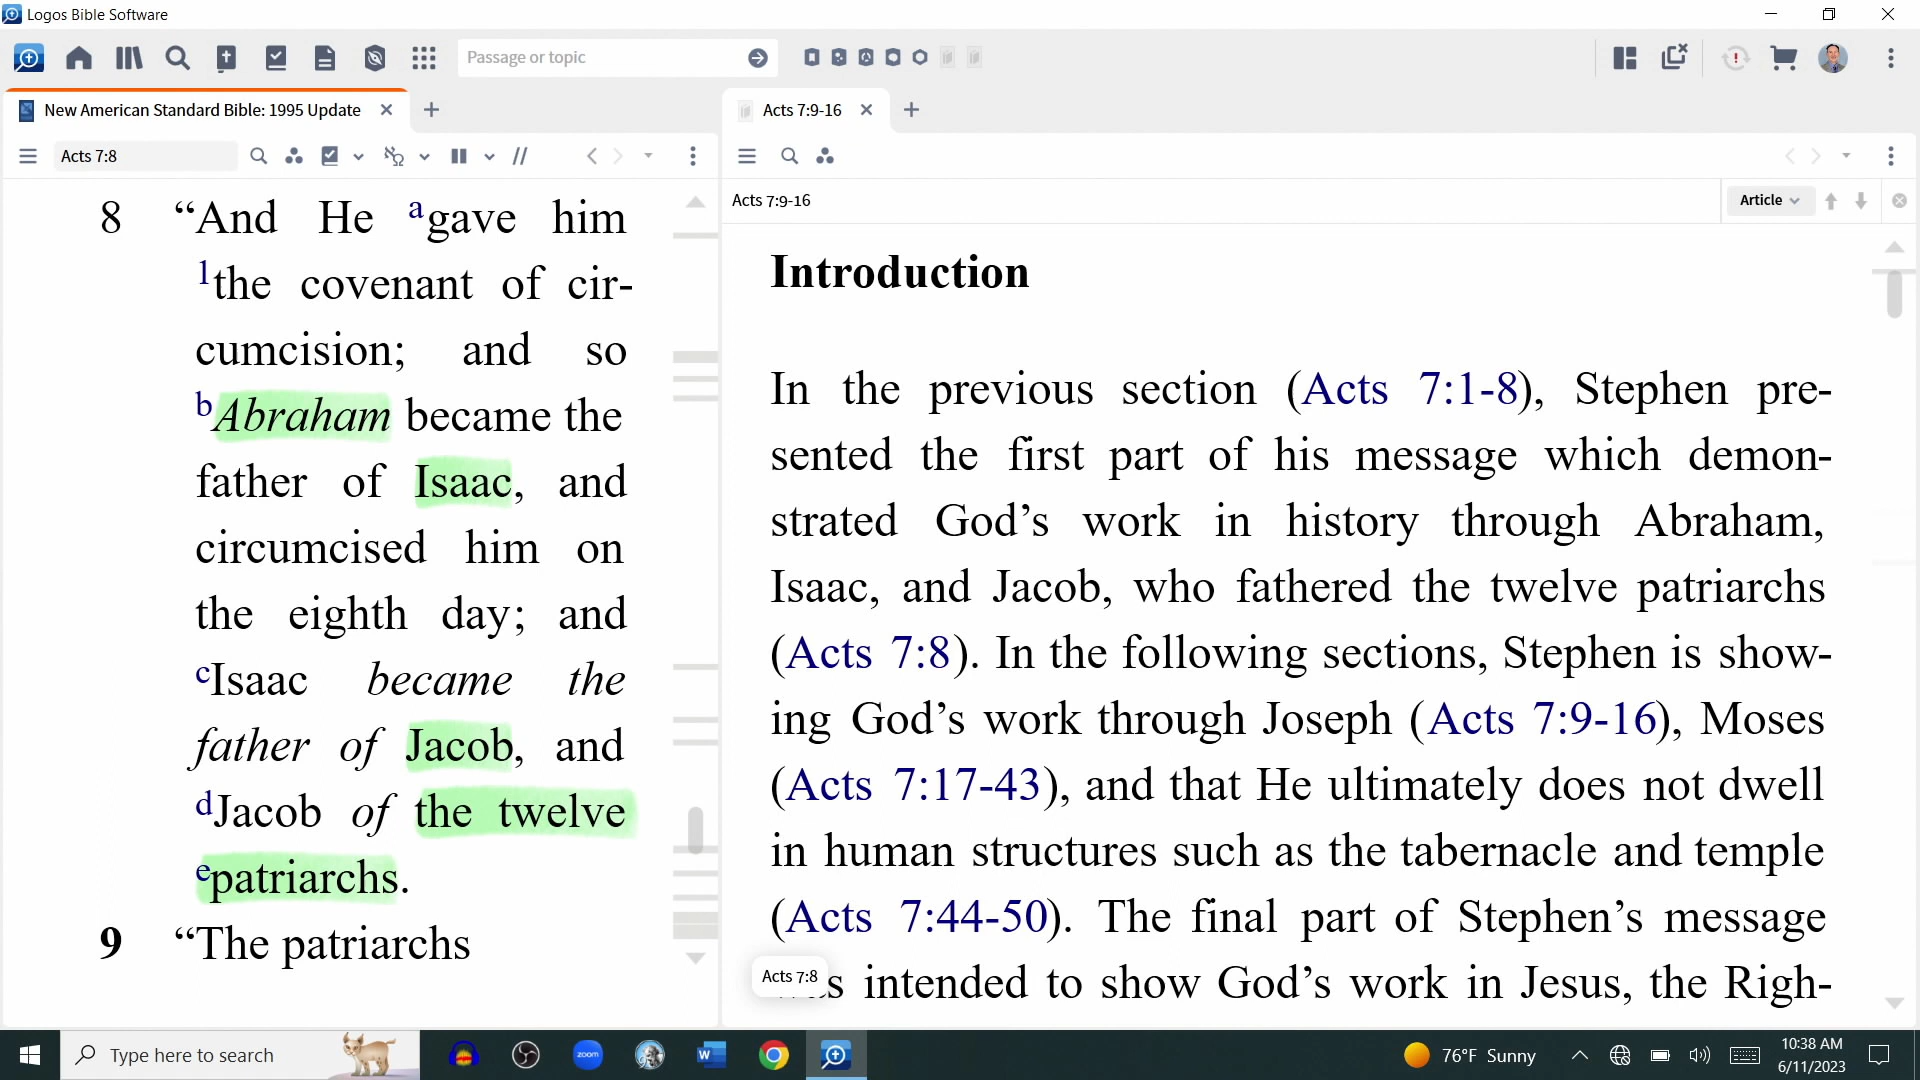 Logos Bible Software
Passage or topic
New American Standard Bible: 1995 Update
Acts 7:8
8 “And He ᵃgave him
¹the covenant of cir-
cumcision; and so
ᵇAbraham became the
father of Isaac, and
circumcised him on
the eighth day; and
ᶜIsaac became the
father of Jacob, and
ᵈJacob of the twelve
ᵉpatriarchs.
9 “The patriarchs
Acts 7:9-16
Acts 7:9-16
Article
Introduction
In the previous section (Acts 7:1-8), Stephen pre-
sented the first part of his message which demon-
strated God’s work in history through Abraham,
Isaac, and Jacob, who fathered the twelve patriarchs
(Acts 7:8). In the following sections, Stephen is show-
ing God’s work through Joseph (Acts 7:9-16), Moses
(Acts 7:17-43), and that He ultimately does not dwell
in human structures such as the tabernacle and temple
(Acts 7:44-50). The final part of Stephen’s message
intended to show God’s work in Jesus, the Righ-
Acts 7:8
Type here to search
zoom
W
76°F Sunny
10:38 AM
6/11/2023